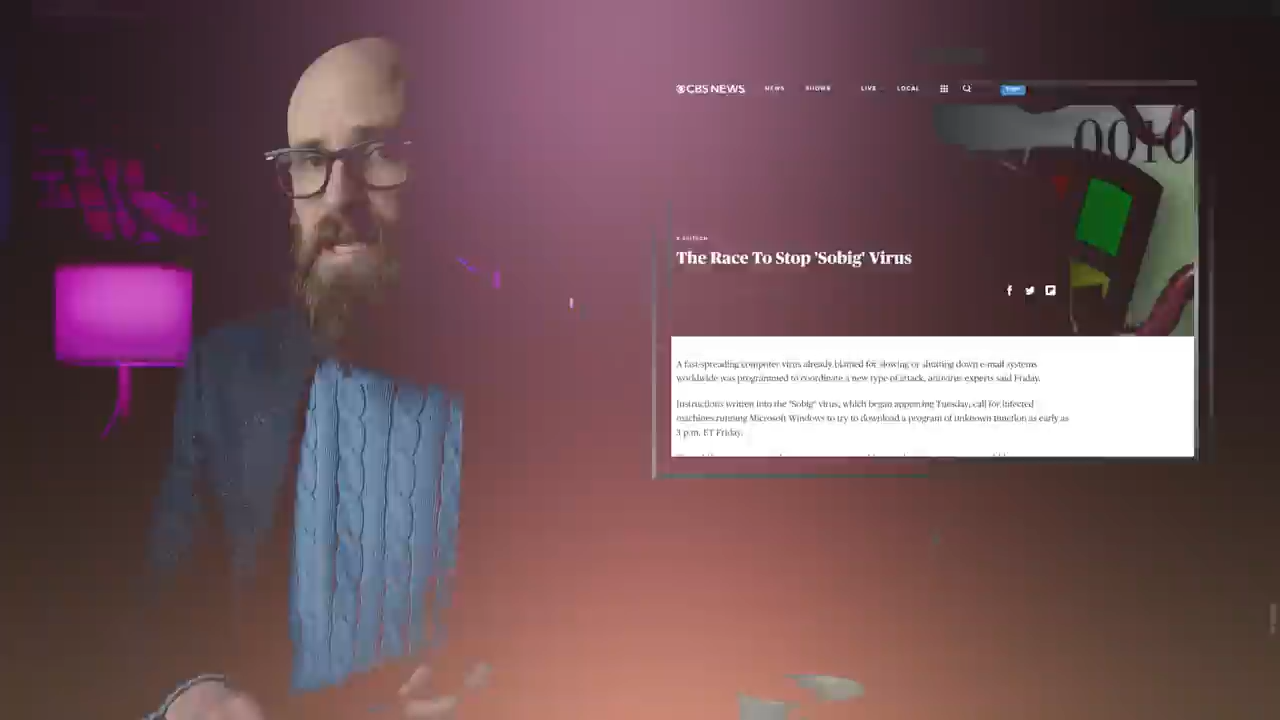 CBS NEWS
NEWS
SHOWS
LIVE
LOCAL
0010
The Race To Stop 'Sobig' Virus
A fast-spreading computer virus already blamed for slowing or shutting down e-mail systems
worldwide was programmed to coordinate a new type of attack, antivirus experts said Friday.
Instructions written into the "Sobig" virus, which began appearing Tuesday, call for infected
machines running Microsoft Windows to try to download a program of unknown function as early as
3 p.m. ET Friday.